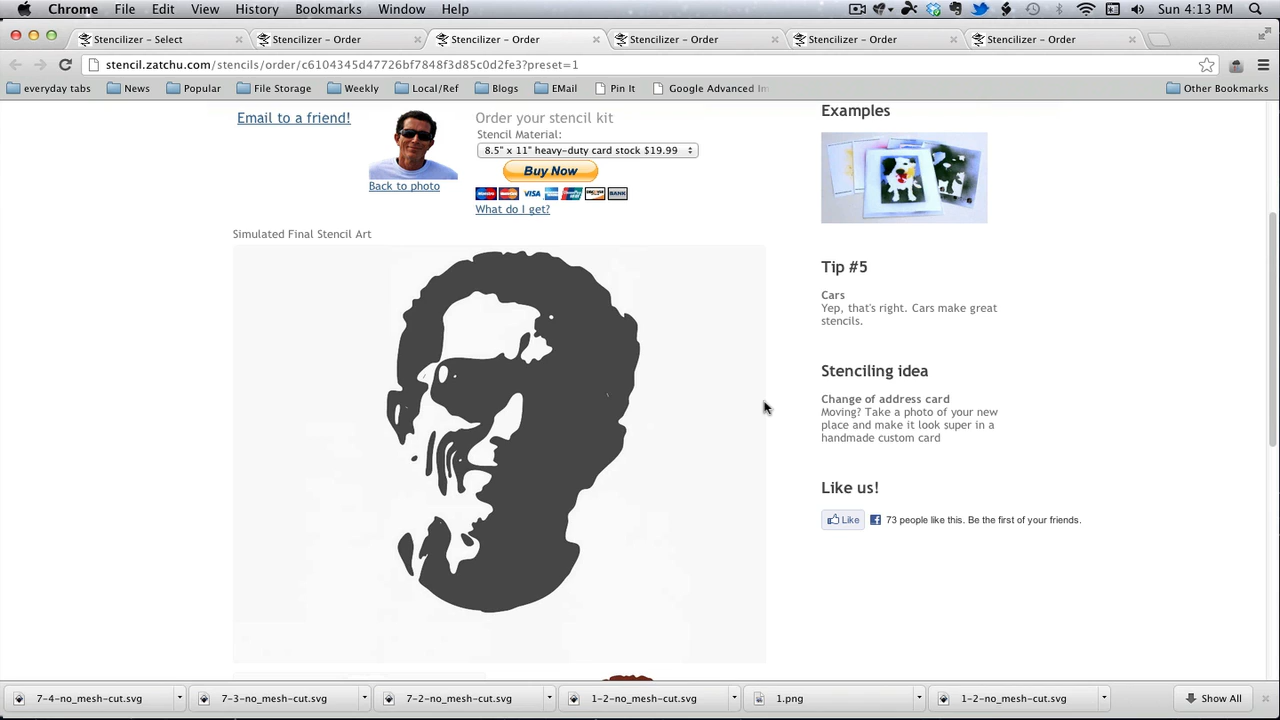 Chrome File Edit View History Bookmarks Window Help
Sun 4:13 PM
Stencilizer – Select
Stencilizer – Order
Stencilizer – Order
Stencilizer – Order
Stencilizer – Order
Stencilizer – Order
stencil.zatchu.com/stencils/order/c6104345d47726bf7848f3d85c0d2fe3?preset=1
everyday tabs News Popular File Storage Weekly Local/Ref Blogs EMail Pin It Google Advanced Im Other Bookmarks
Email to a friend!
Back to photo
Order your stencil kit
Stencil Material:
8.5" x 11" heavy-duty card stock $19.99
Buy Now
VISA
BANK
What do I get?
Simulated Final Stencil Art
Examples
Tip #5
Cars
Yep, that's right. Cars make great
stencils.
Stenciling idea
Change of address card
Moving? Take a photo of your new
place and make it look super in a
handmade custom card
Like us!
Like
73 people like this. Be the first of your friends.
7-4-no_mesh-cut.svg
7-3-no_mesh-cut.svg
7-2-no_mesh-cut.svg
1-2-no_mesh-cut.svg
1.png
1-2-no_mesh-cut.svg
Show All